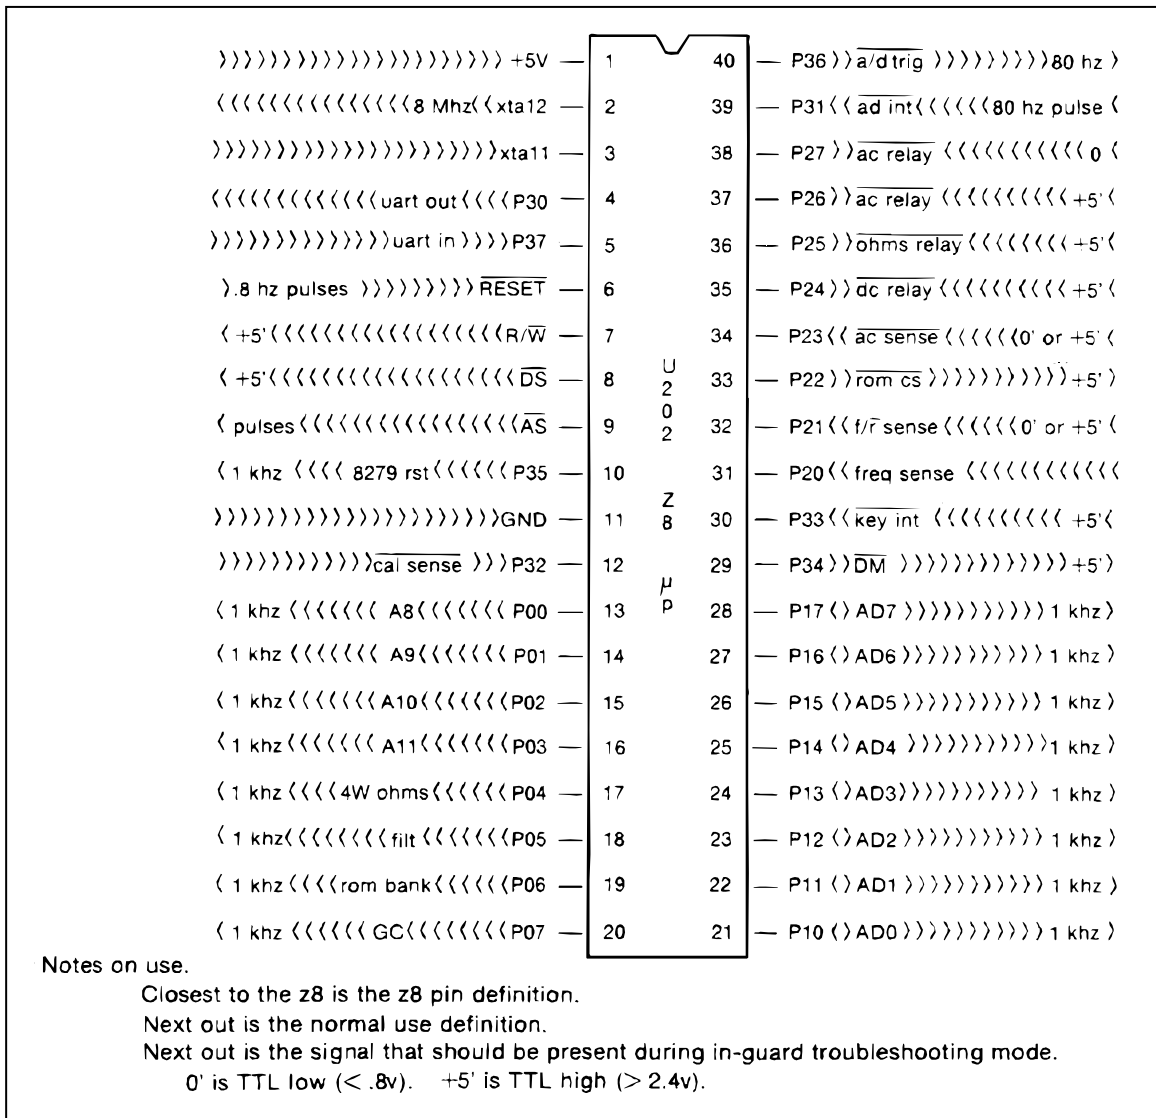 〉〉〉〉〉〉〉〉〉〉〉〉〉〉〉〉〉〉〉〉〉〉 +5V — 1 40 — P36〉〉a/d trig 〉〉〉〉〉〉〉〉〉80 hz 〉
〈〈〈〈〈〈〈〈〈〈〈〈〈〈〈8 Mhz〈〈xta12 — 2 39 — P31〈〈 ad int〈〈〈〈〈〈80 hz pulse 〈
〉〉〉〉〉〉〉〉〉〉〉〉〉〉〉〉〉〉〉〉〉〉xta11 — 3 38 — P27〉〉ac relay 〈〈〈〈〈〈〈〈〈〈〈 0 〈
〈〈〈〈〈〈〈〈〈〈〈〈〈uart out〈〈〈〈P30 — 4 37 — P26〉〉ac relay 〈〈〈〈〈〈〈〈〈〈 +5'〈
〉〉〉〉〉〉〉〉〉〉〉〉〉〉uart in〉〉〉〉P37 — 5 36 — P25〉〉ohms relay〈〈〈〈〈〈〈〈 +5'〈
〉.8 hz pulses 〉〉〉〉〉〉〉〉〉RESET — 6 35 — P24〉〉dc relay〈〈〈〈〈〈〈〈〈〈 +5' 〈
〈 +5'〈〈〈〈〈〈〈〈〈〈〈〈〈〈〈〈〈〈R/W — 7 34 — P23〈〈 ac sense〈〈〈〈〈〈0' or +5' 〈
〈 +5'〈〈〈〈〈〈〈〈〈〈〈〈〈〈〈〈〈〈〈DS — 8 33 — P22〉〉rom cs〉〉〉〉〉〉〉〉〉〉〉+5'〉
〈 pulses〈〈〈〈〈〈〈〈〈〈〈〈〈〈〈〈〈AS — 9 32 — P21〈〈f/r sense〈〈〈〈〈〈0' or +5' 〈
〈 1 khz 〈〈〈〈 8279 rst〈〈〈〈〈〈 P35 — 10 31 — P20〈〈freq sense 〈〈〈〈〈〈〈〈〈〈〈〈
〉〉〉〉〉〉〉〉〉〉〉〉〉〉〉〉〉〉〉〉〉〉GND — 11 30 — P33〈〈key int 〈〈〈〈〈〈〈〈〈〈 +5'〈
〉〉〉〉〉〉〉〉〉〉〉〉cal sense 〉〉〉P32 — 12 29 — P34〉〉DM 〉〉〉〉〉〉〉〉〉〉〉〉〉+5'〉
〈 1 khz 〈〈〈〈〈〈〈 A8〈〈〈〈〈〈〈 P00 — 13 28 — P17〈〉AD7〉〉〉〉〉〉〉〉〉〉〉1 khz〉
〈 1 khz 〈〈〈〈〈〈〈 A9〈〈〈〈〈〈〈 P01 — 14 27 — P16〈〉AD6〉〉〉〉〉〉〉〉〉〉〉 1 khz〉
〈 1 khz〈〈〈〈〈〈〈A10〈〈〈〈〈〈〈P02 — 15 26 — P15〈〉AD5〉〉〉〉〉〉〉〉〉〉〉 1 khz 〉
〈 1 khz〈〈〈〈〈〈〈 A11〈〈〈〈〈〈〈P03 — 16 25 — P14〈〉AD4 〉〉〉〉〉〉〉〉〉〉〉1 khz〉
〈 1 khz〈〈〈〈4W ohms〈〈〈〈〈〈P04 — 17 24 — P13〈〉AD3〉〉〉〉〉〉〉〉〉〉〉 1 khz 〉
〈 1 khz〈〈〈〈〈〈〈〈filt〈〈〈〈〈〈〈P05 — 18 23 — P12〈〉AD2〉〉〉〉〉〉〉〉〉〉〉 1 khz 〉
〈 1 khz〈〈〈〈rom bank〈〈〈〈〈〈P06 — 19 22 — P11〈〉AD1〉〉〉〉〉〉〉〉〉〉〉 1 khz 〉
〈 1 khz 〈〈〈〈〈〈 GC〈〈〈〈〈〈〈〈P07 — 20 21 — P10〈〉AD0〉〉〉〉〉〉〉〉〉〉〉1 khz 〉
U202 Z8 μp
Notes on use.
Closest to the z8 is the z8 pin definition.
Next out is the normal use definition.
Next out is the signal that should be present during in-guard troubleshooting mode.
0' is TTL low (< .8v). +5' is TTL high (> 2.4v).